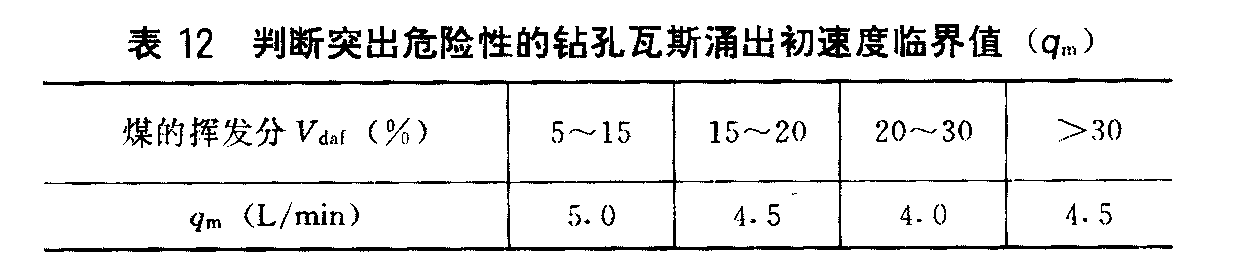 表 12 判断突出危险性的钻孔瓦斯涌出初速度临界值（qm）
煤的挥发分 Vdaf（%） 5～15 15～20 20～30 >30
qm（L/min） 5.0 4.5 4.0 4.5